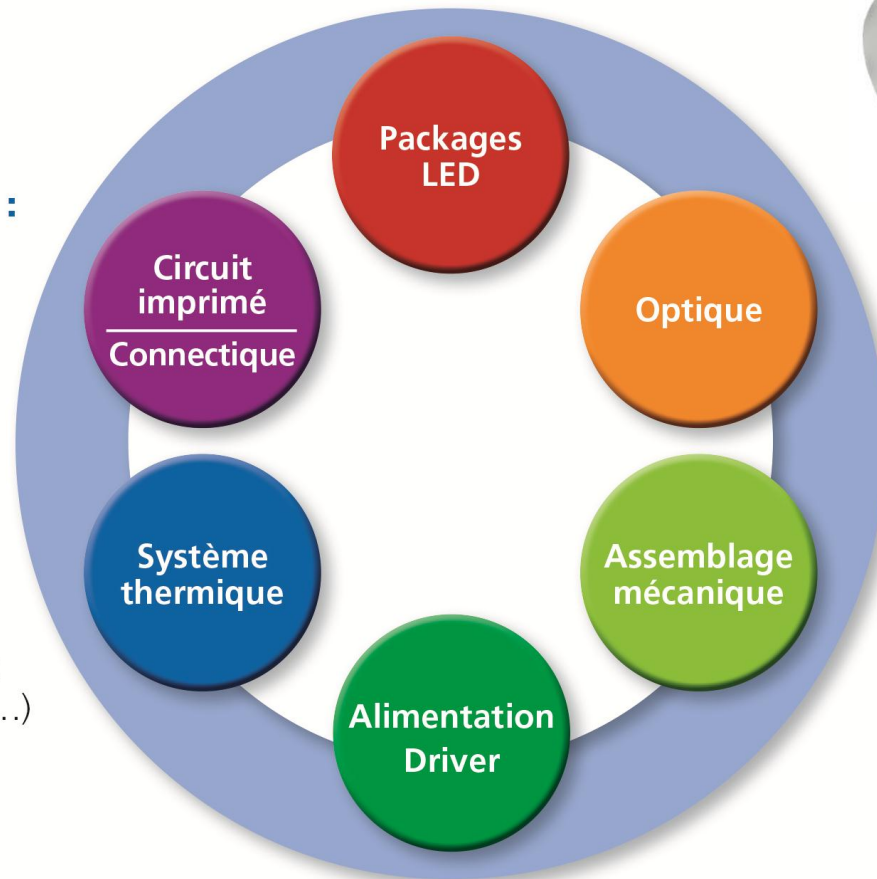 Packages
LED
:
Circuit
imprimé
Connectique
Optique
Système
thermique
Assemblage
mécanique
...)
Alimentation
Driver